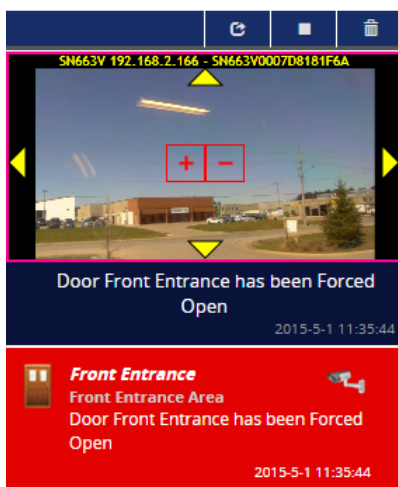 SN663V 192.168.2.166 - SN663V0007D8181F6A
Door Front Entrance has been Forced
Open
2015-5-1 11:35:44
Front Entrance
Front Entrance Area
Door Front Entrance has been Forced
Open
2015-5-1 11:35:44